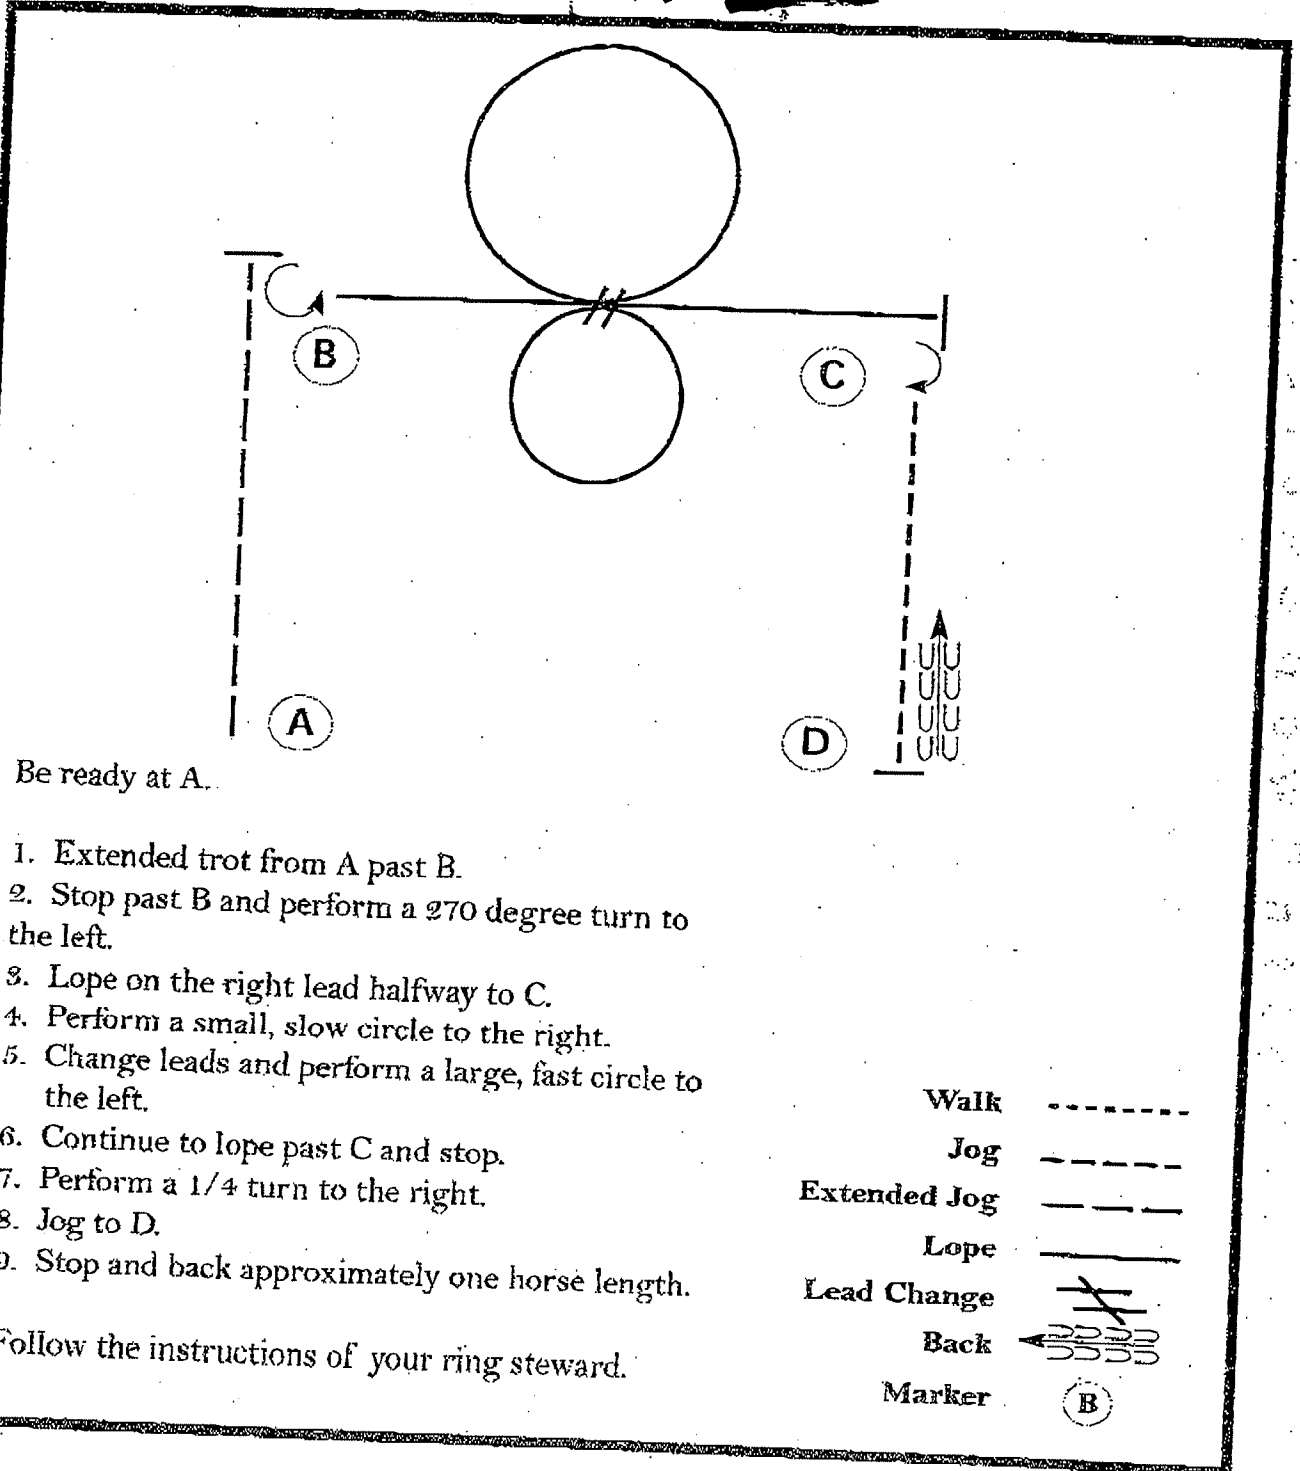 B
C
A
D
Be ready at A.
1. Extended trot from A past B.
2. Stop past B and perform a 270 degree turn to
the left.
3. Lope on the right lead halfway to C.
4. Perform a small, slow circle to the right.
5. Change leads and perform a large, fast circle to
the left.
6. Continue to lope past C and stop.
7. Perform a 1/4 turn to the right.
8. Jog to D.
9. Stop and back approximately one horse length.
Follow the instructions of your ring steward.
Walk
Jog
Extended Jog
Lope
Lead Change
Back
Marker B